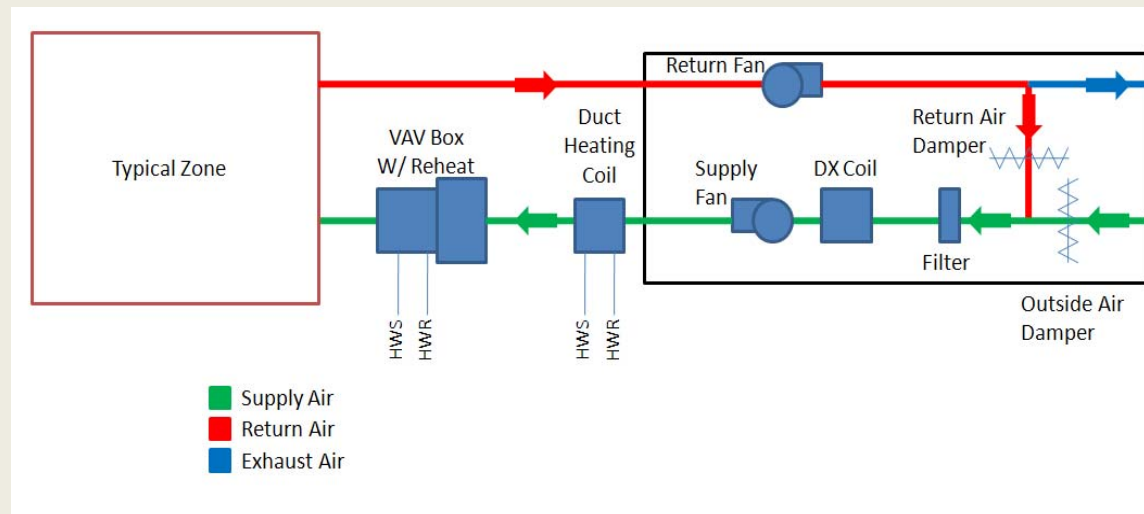 Return Fan
Duct
Heating
Coil
Return Air
Damper
VAV Box
W/ Reheat
Typical Zone
Supply
Fan
DX Coil
Filter
Outside Air
Damper
HWS
HWR
HWS
HWR
Supply Air
Return Air
Exhaust Air